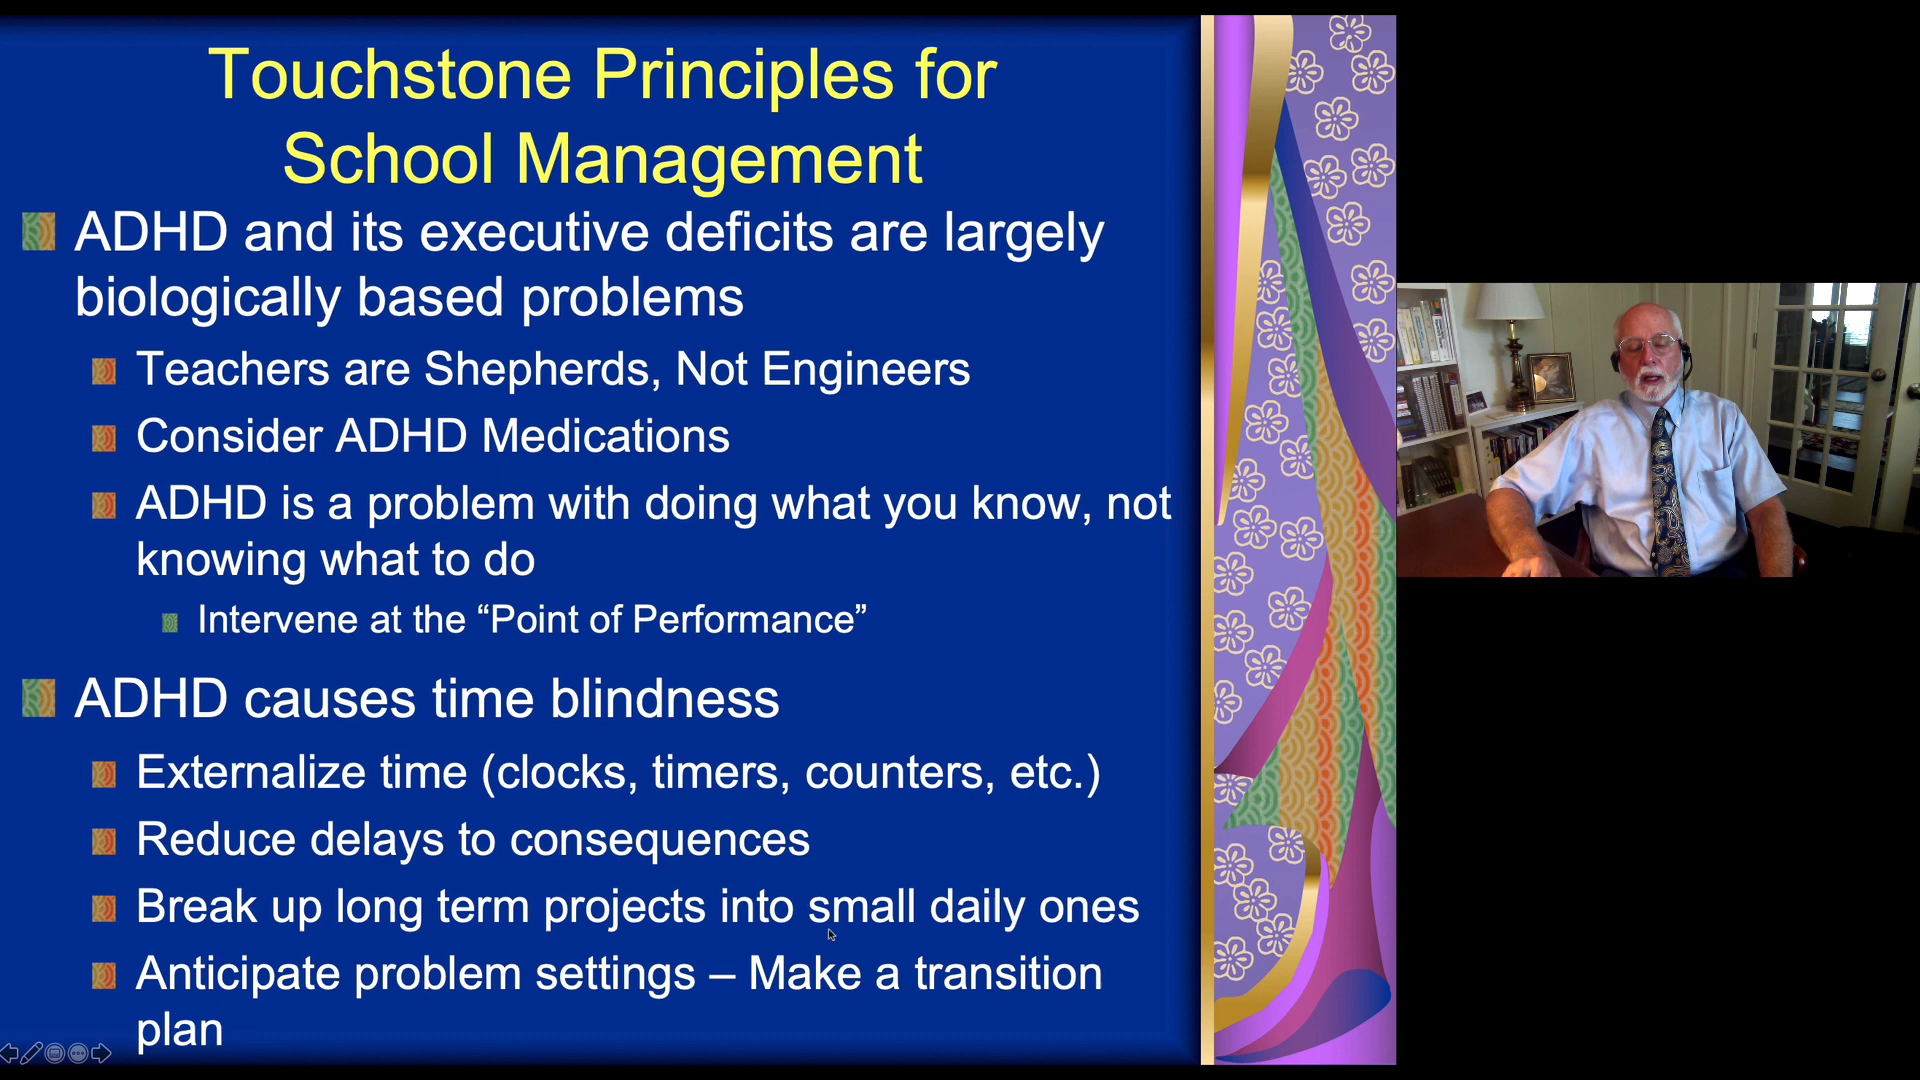 Touchstone Principles for
School Management
ADHD and its executive deficits are largely
biologically based problems
Teachers are Shepherds, Not Engineers
Consider ADHD Medications
ADHD is a problem with doing what you know, not
knowing what to do
Intervene at the “Point of Performance”
ADHD causes time blindness
Externalize time (clocks, timers, counters, etc.)
Reduce delays to consequences
Break up long term projects into small daily ones
Anticipate problem settings – Make a transition
plan